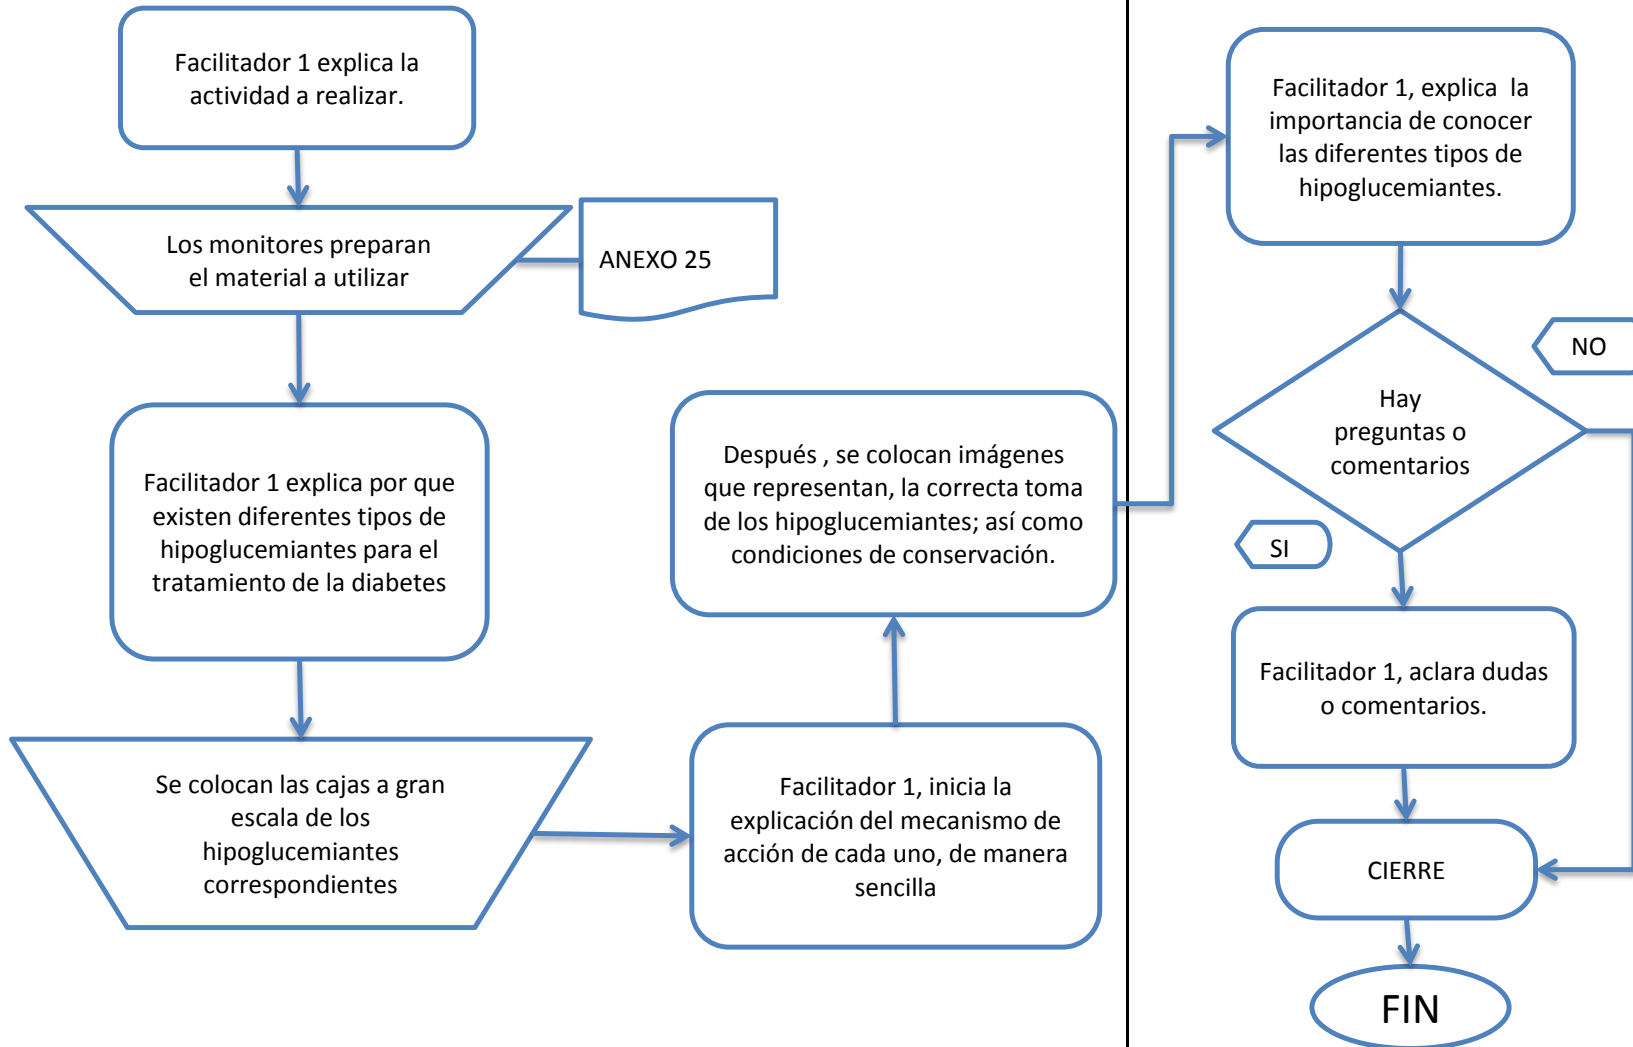 Facilitador 1 explica la
actividad a realizar.
Los monitores preparan
el material a utilizar
ANEXO 25
Facilitador 1 explica por que
existen diferentes tipos de
hipoglucemiantes para el
tratamiento de la diabetes
Se colocan las cajas a gran
escala de los
hipoglucemiantes
correspondientes
Facilitador 1, inicia la
explicación del mecanismo de
acción de cada uno, de manera
sencilla
Después , se colocan imágenes
que representan, la correcta toma
de los hipoglucemiantes; así como
condiciones de conservación.
Facilitador 1, explica  la
importancia de conocer
las diferentes tipos de
hipoglucemiantes.
Hay
preguntas o
comentarios
NO
SI
Facilitador 1, aclara dudas
o comentarios.
CIERRE
FIN